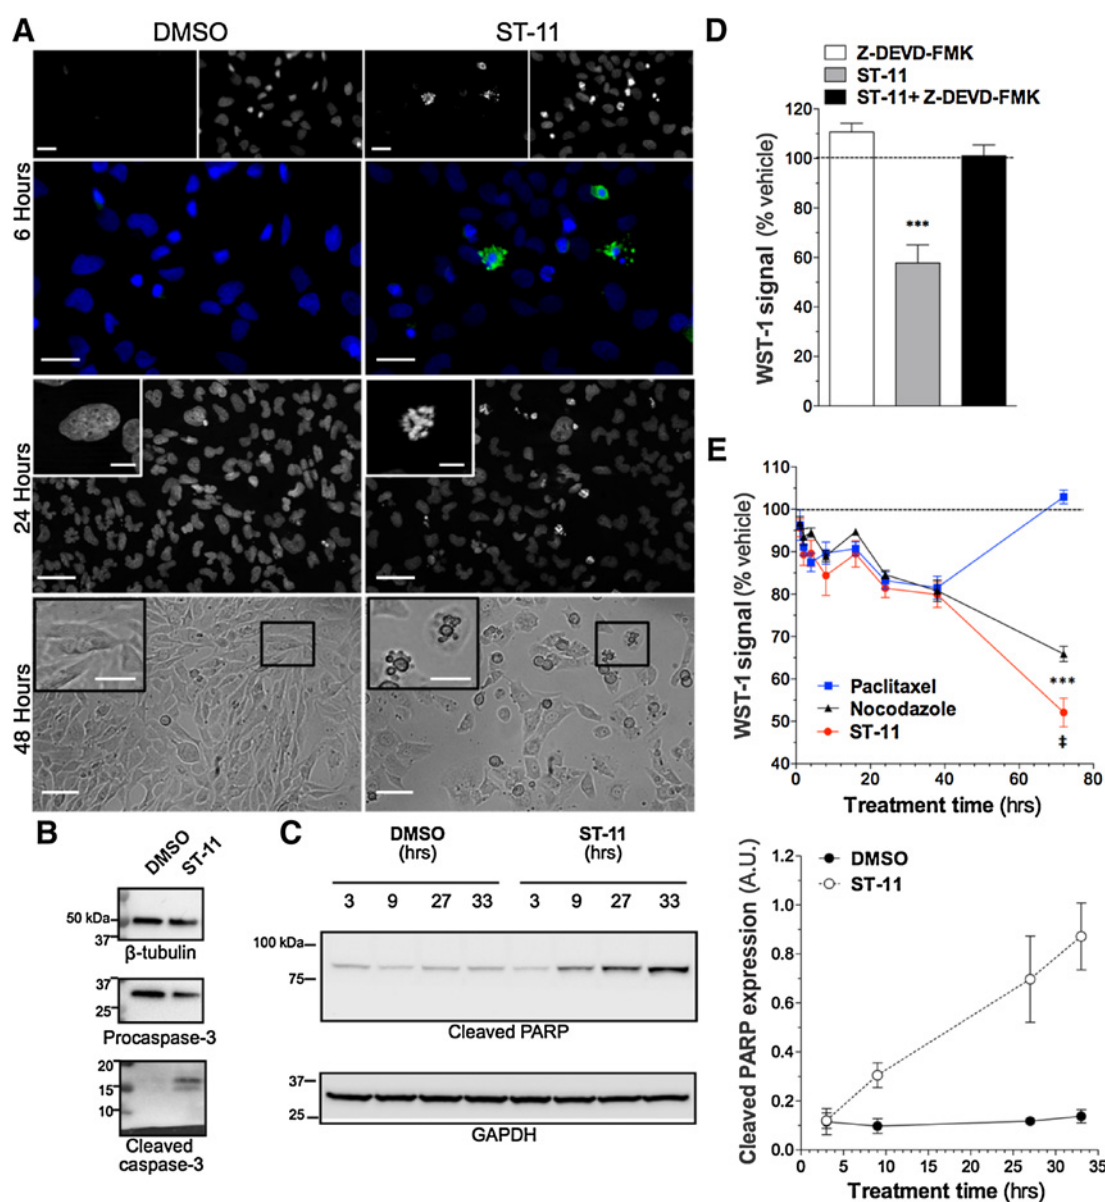 A
DMSO
ST-11
6 Hours
24 Hours
48 Hours
B
DMSO
ST-11
50 kDa
37
β-tubulin
37
25
Procaspase-3
20
15
10
Cleaved
caspase-3
C
DMSO
(hrs)
ST-11
(hrs)
3 9 27 33 3 9 27 33
100 kDa
75
Cleaved PARP
37
25
GAPDH
Cleaved PARP expression (A.U.)
1.2
1.0
0.8
0.6
0.4
0.2
0.0
DMSO
ST-11
0 5 10 15 20 25 30 35
Treatment time (hrs)
D
Z-DEVD-FMK
ST-11
ST-11+ Z-DEVD-FMK
WST-1 signal (% vehicle)
120
110
100
80
60
40
20
0
***
E
WST-1 signal (% vehicle)
110
100
90
80
70
60
50
40
Paclitaxel
Nocodazole
ST-11
***
‡
0 20 40 60 80
Treatment time (hrs)